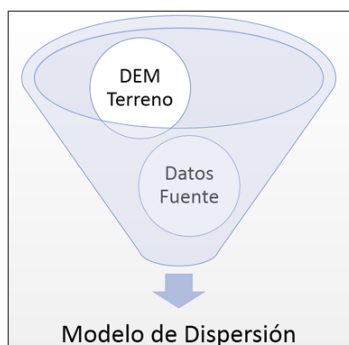 DEM
Terreno
Datos
Fuente
Modelo de Dispersión